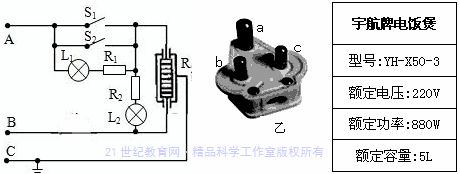 A
S1
S2
L1
R1
R
R2
B
L2
C
a
b
c
乙
21世纪教育网·精品科学工作室版权所有
宇航牌电饭煲
型号:YH-X50-3
额定电压:220V
额定功率:880W
额定容量:5L